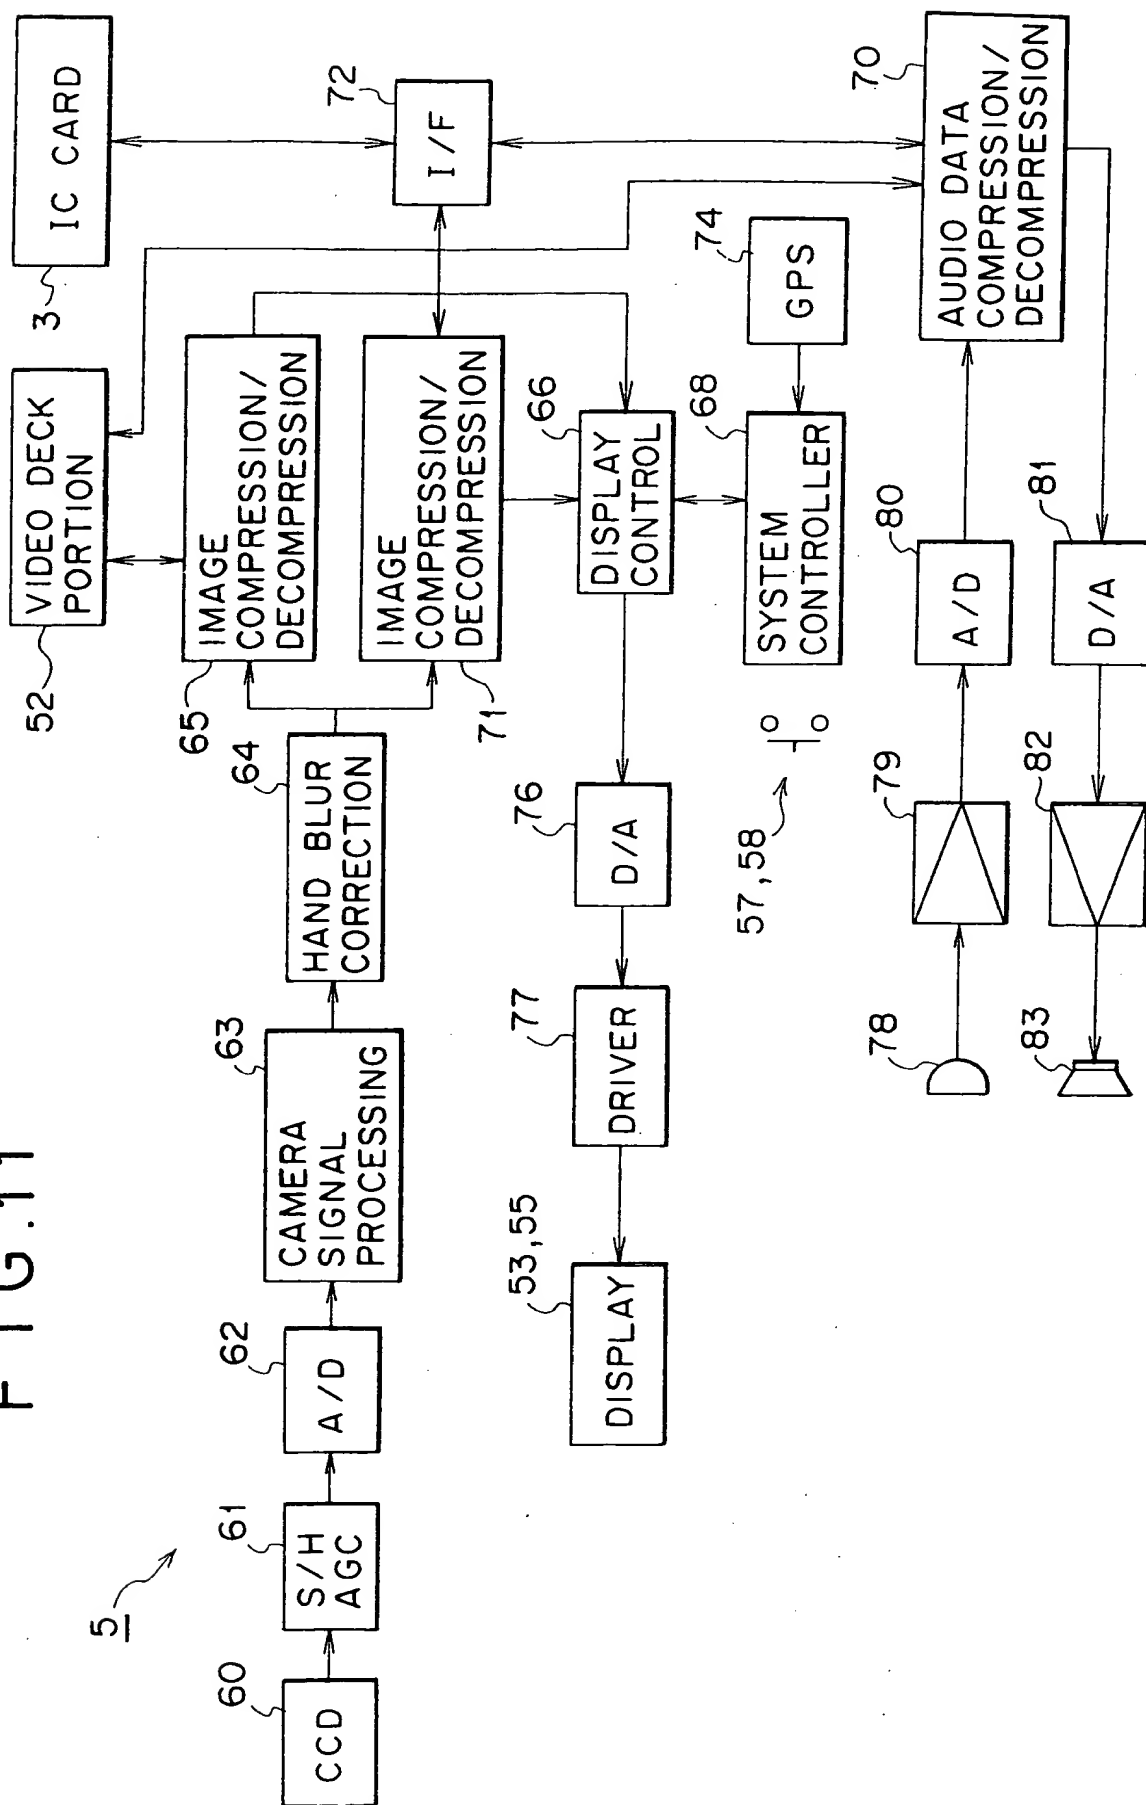 FIG.11
5
60
CCD
61
S/H
AGC
62
A/D
63
CAMERA
SIGNAL
PROCESSING
64
HAND BLUR
CORRECTION
65
IMAGE
COMPRESSION/
DECOMPRESSION
71
IMAGE
COMPRESSION/
DECOMPRESSION
52
VIDEO DECK
PORTION
3
IC CARD
72
I/F
53,55
DISPLAY
77
DRIVER
76
D/A
66
DISPLAY
CONTROL
57,58
68
SYSTEM
CONTROLLER
74
GPS
78
79
80
A/D
70
AUDIO DATA
COMPRESSION/
DECOMPRESSION
83
82
81
D/A